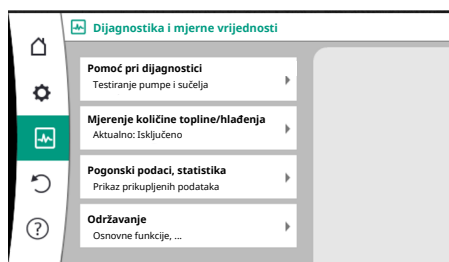 Dijagnostika i mjerne vrijednosti
Pomoć pri dijagnostici
Testiranje pumpe i sučelja
Mjerenje količine topline/hlađenja
Aktualno: Isključeno
Pogonski podaci, statistika
Prikaz prikupljenih podataka
Održavanje
Osnovne funkcije, ...
?